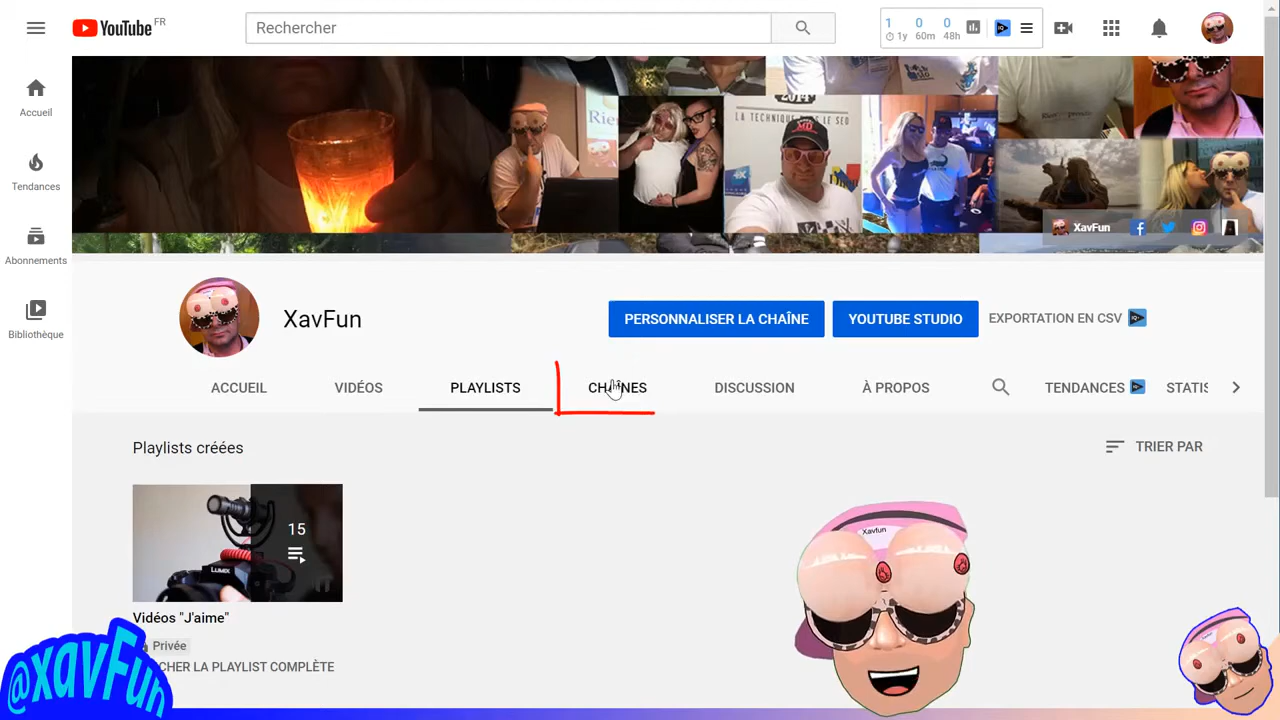 YouTube FR
Rechercher
1 0 0
1y 60m 48h
Accueil
Tendances
Abonnements
Bibliothèque
2014
LA TECHNIQUE LE SEO
MD
XavFun
XavFun
PERSONNALISER LA CHAÎNE
YOUTUBE STUDIO
EXPORTATION EN CSV
ACCUEIL
VIDÉOS
PLAYLISTS
CHAÎNES
DISCUSSION
À PROPOS
TENDANCES
STATIS
Playlists créées
TRIER PAR
15
LUMIX
Vidéos "J'aime"
Privée
CHER LA PLAYLIST COMPLÈTE
Xavfun
@xavFun